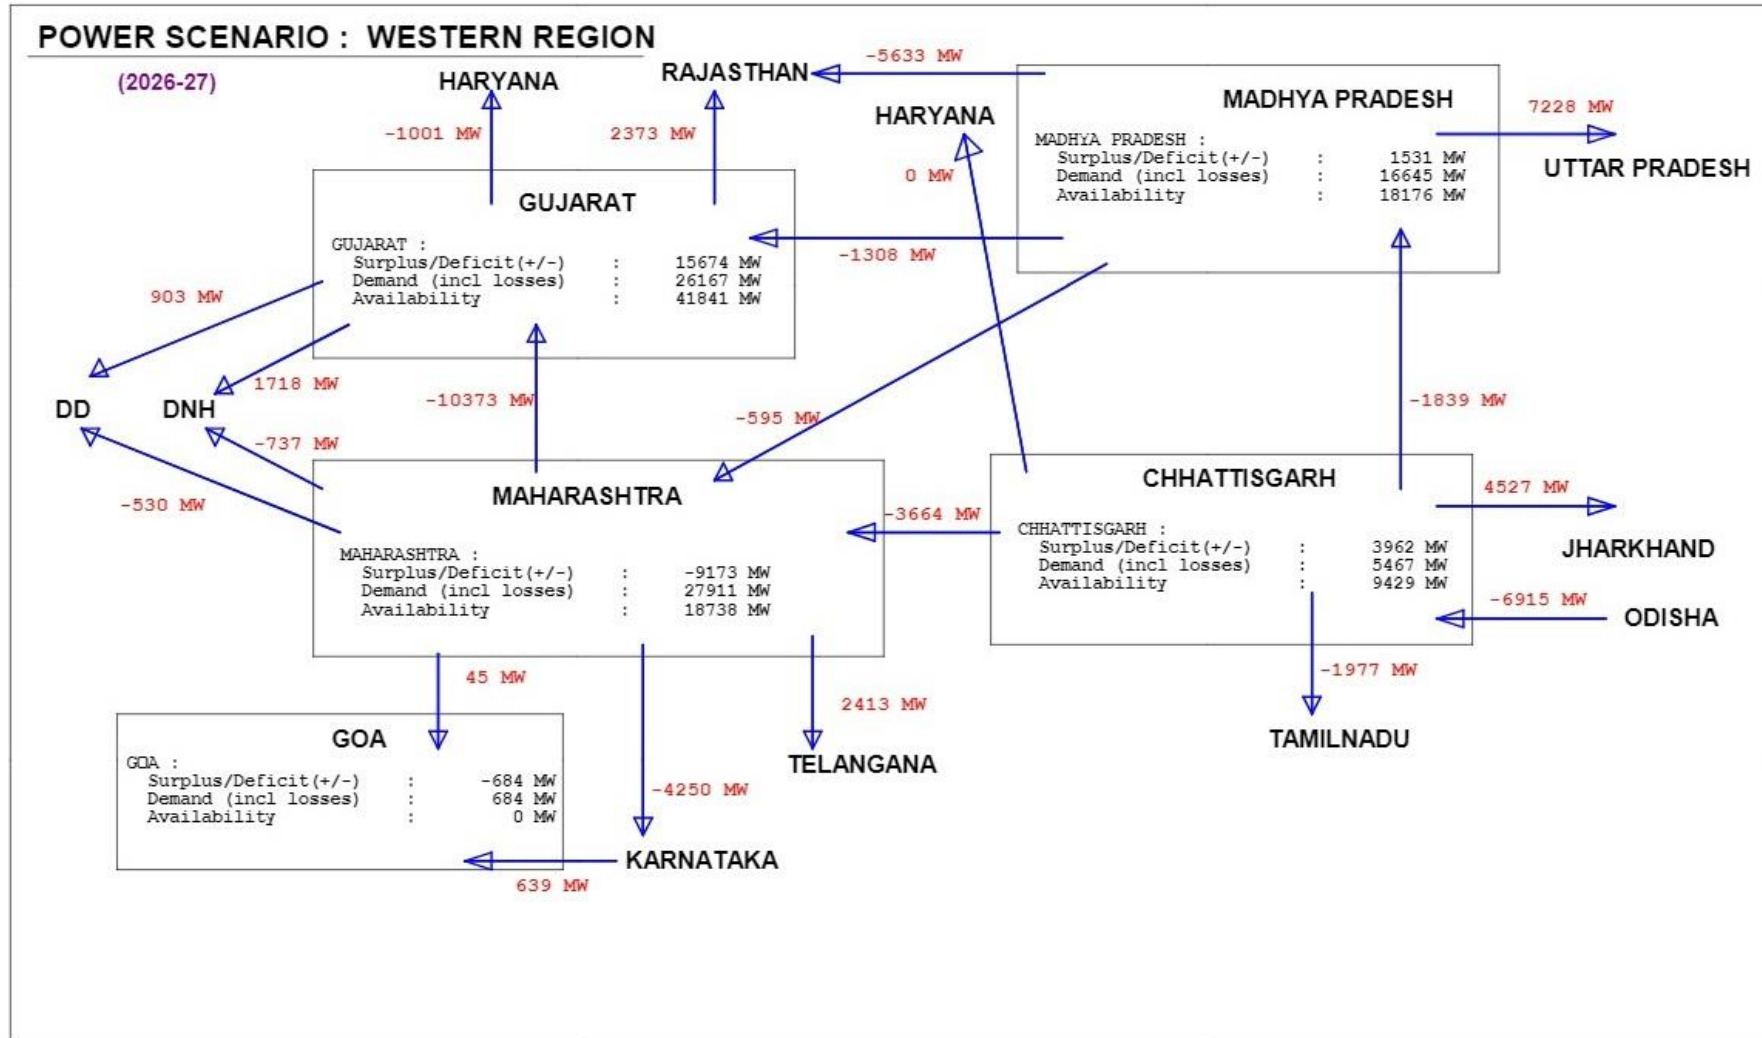 POWER SCENARIO : WESTERN REGION
(2026-27)
HARYANA
RAJASTHAN
-5633 MW
-1001 MW
2373 MW
HARYANA
0 MW
MADHYA PRADESH
MADHYA PRADESH :
Surplus/Deficit(+/-) : 1531 MW
Demand (incl losses) : 16645 MW
Availability : 18176 MW
7228 MW
UTTAR PRADESH
GUJARAT
GUJARAT :
Surplus/Deficit(+/-) : 15674 MW
Demand (incl losses) : 26167 MW
Availability : 41841 MW
-1308 MW
903 MW
1718 MW
DD
DNH
-737 MW
-530 MW
-10373 MW
-595 MW
-1839 MW
MAHARASHTRA
MAHARASHTRA :
Surplus/Deficit(+/-) : -9173 MW
Demand (incl losses) : 27911 MW
Availability : 18738 MW
-3664 MW
CHHATTISGARH
CHHATTISGARH :
Surplus/Deficit(+/-) : 3962 MW
Demand (incl losses) : 5467 MW
Availability : 9429 MW
4527 MW
JHARKHAND
-6915 MW
ODISHA
-1977 MW
TAMILNADU
45 MW
2413 MW
TELANGANA
-4250 MW
GOA
GOA :
Surplus/Deficit(+/-) : -684 MW
Demand (incl losses) : 684 MW
Availability : 0 MW
KARNATAKA
639 MW